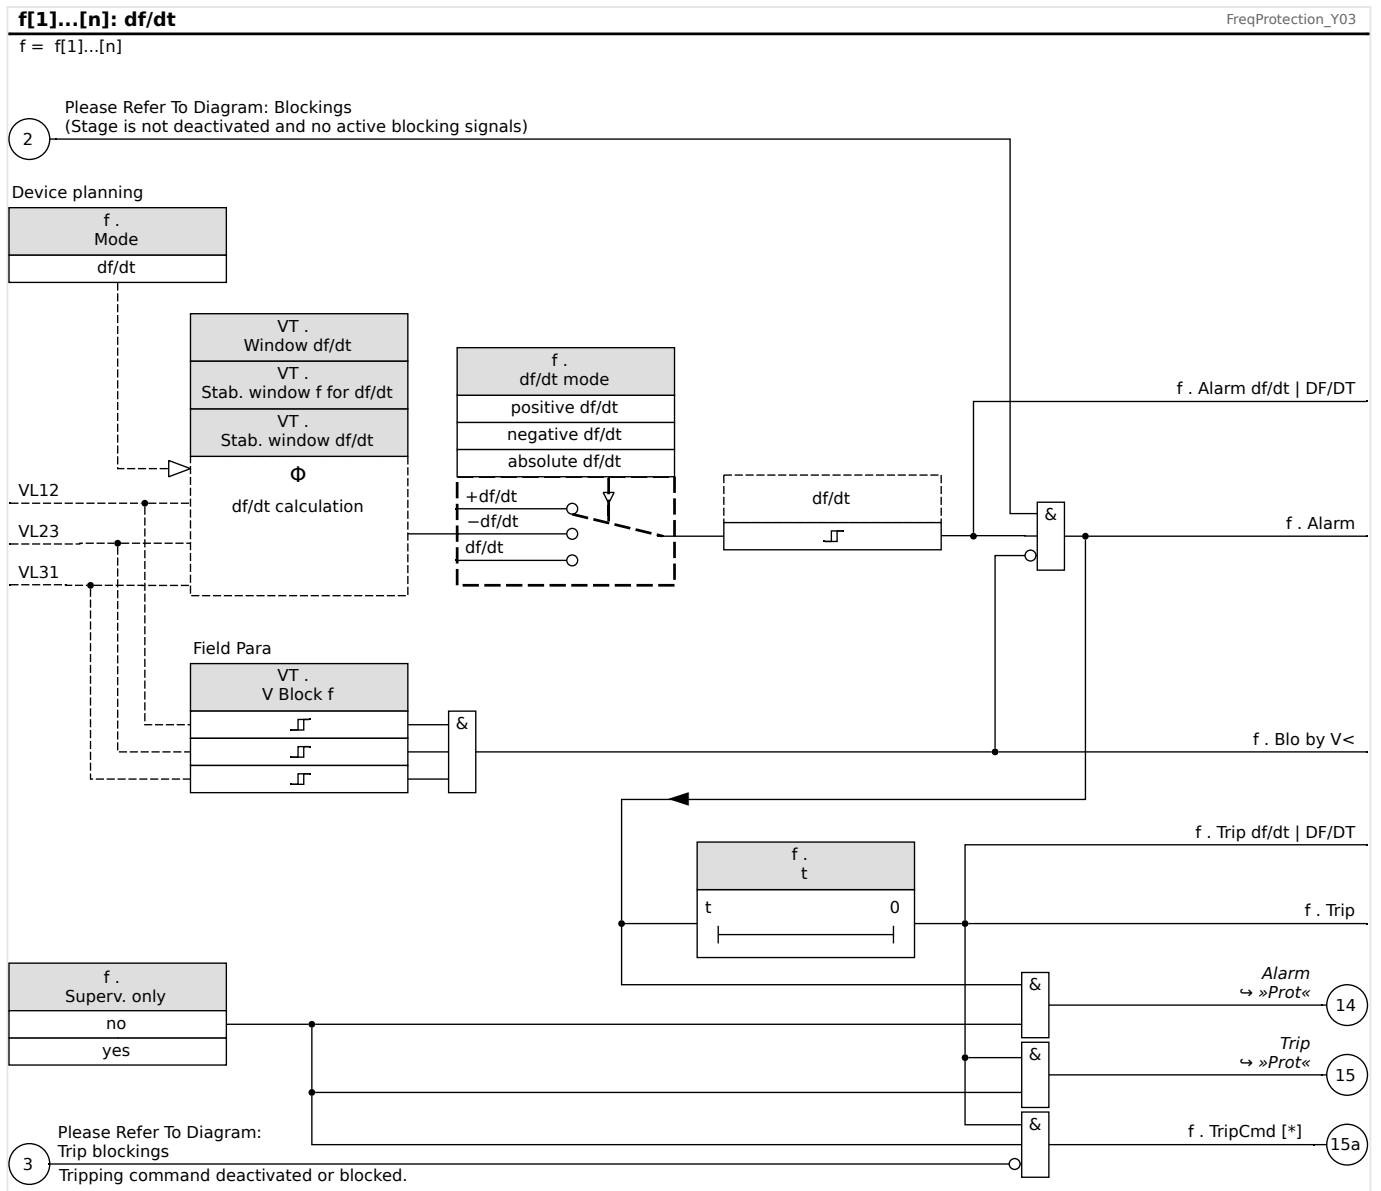 f[1]...[n]: df/dt
FreqProtection_Y03
f = f[1]...[n]
Please Refer To Diagram: Blockings
(Stage is not deactivated and no active blocking signals)
2
Device planning
f .
Mode
df/dt
VT .
Window df/dt
VT .
Stab. window f for df/dt
VT .
Stab. window df/dt
Φ
df/dt calculation
f .
df/dt mode
positive df/dt
negative df/dt
absolute df/dt
+df/dt
−df/dt
df/dt
df/dt
f . Alarm df/dt | DF/DT
&
f . Alarm
VL12
VL23
VL31
Field Para
VT .
V Block f
&
f . Blo by V<
f . Trip df/dt | DF/DT
f .
t
t 0
f . Trip
f .
Superv. only
no
yes
&
Alarm
↪ »Prot«
14
&
Trip
↪ »Prot«
15
&
f . TripCmd [*]
15a
Please Refer To Diagram:
Trip blockings
3
Tripping command deactivated or blocked.